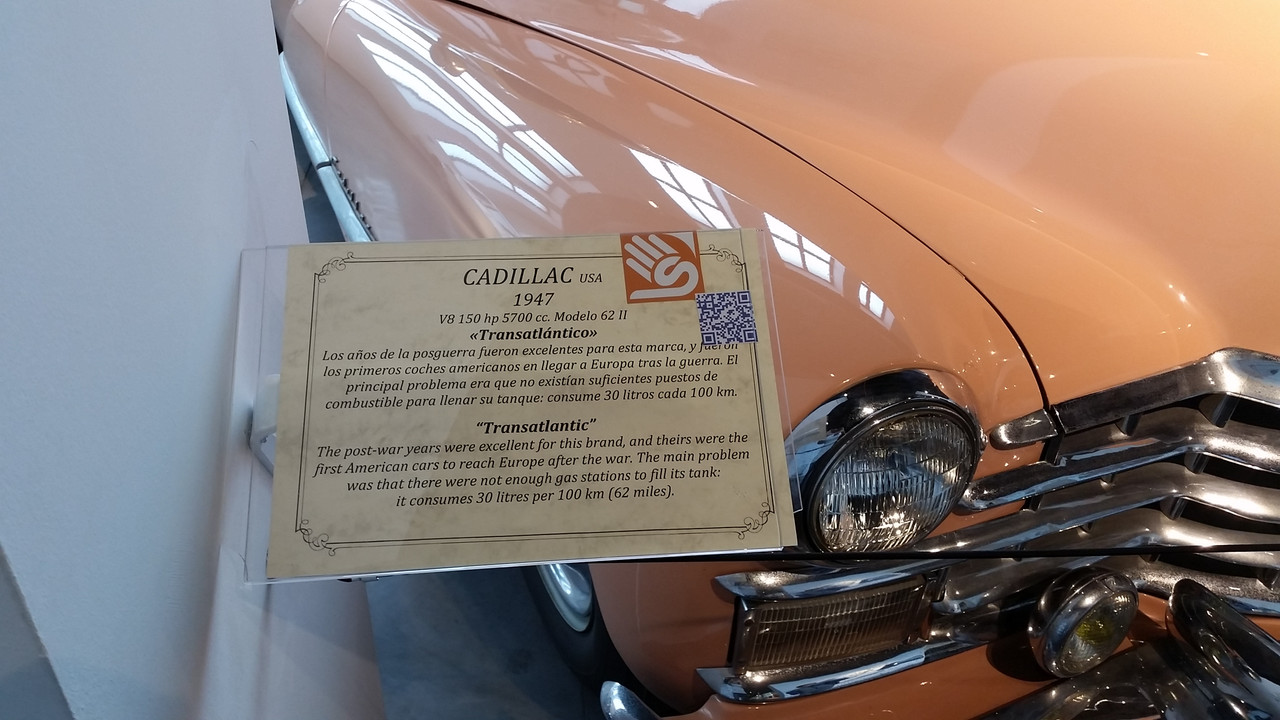 CADILLAC USA
1947
V8 150 hp 5700 cc. Modelo 62 II
«Transatlántico»
Los años de la posguerra fueron excelentes para esta marca, y fueron
los primeros coches americanos en llegar a Europa tras la guerra. El
principal problema era que no existían suficientes puestos de
combustible para llenar su tanque: consume 30 litros cada 100 km.
“Transatlantic”
The post-war years were excellent for this brand, and theirs were the
first American cars to reach Europe after the war. The main problem
was that there were not enough gas stations to fill its tank:
it consumes 30 litres per 100 km (62 miles).